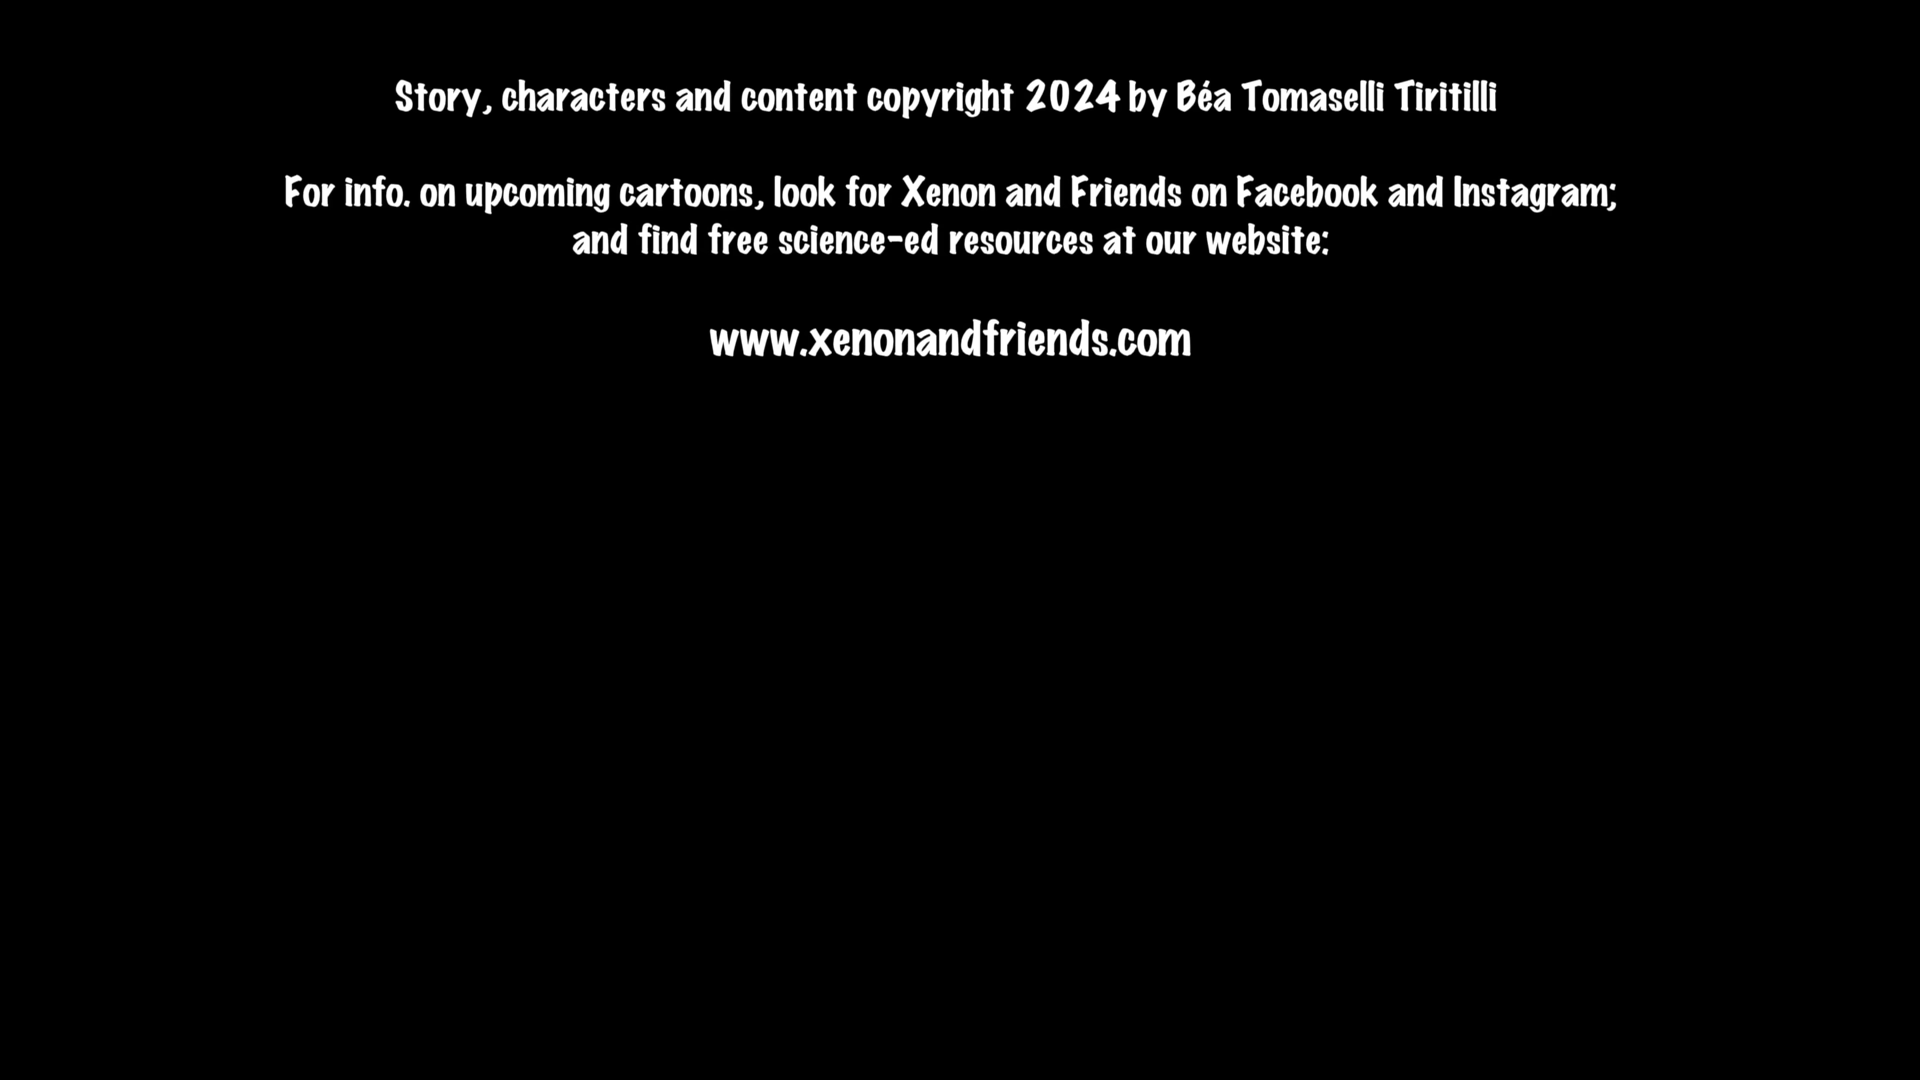 Story, characters and content copyright 2024 by Béa Tomaselli Tiritilli
For info. on upcoming cartoons, look for Xenon and Friends on Facebook and Instagram;
and find free science-ed resources at our website:
www.xenonandfriends.com